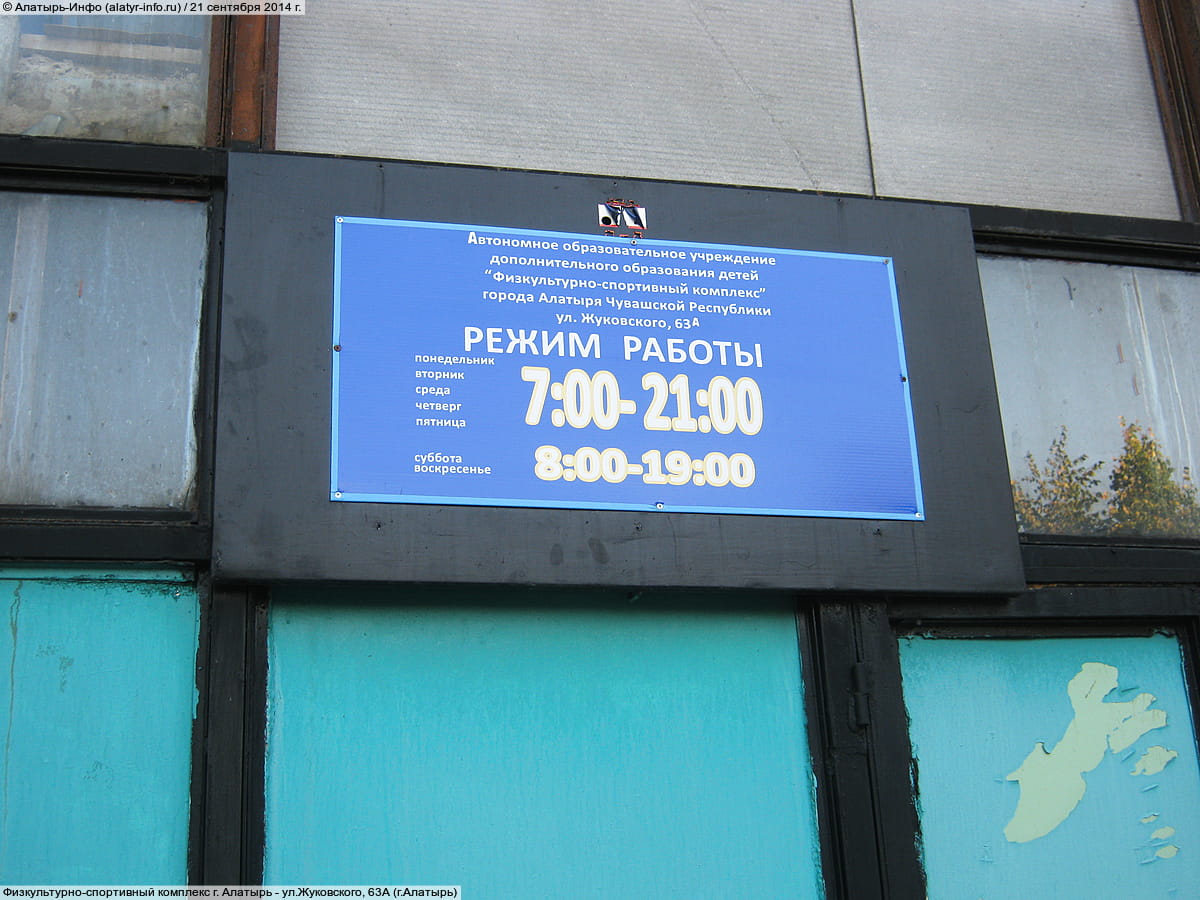 © Алатырь-Инфо (alatyr-info.ru) / 21 сентября 2014 г.
Автономное образовательное учреждение
дополнительного образования детей
“Физкультурно-спортивный комплекс”
города Алатыря Чувашской Республики
ул. Жуковского, 63А
РЕЖИМ РАБОТЫ
понедельник
вторник
среда
четверг
пятница
7:00-21:00
суббота
воскресенье
8:00-19:00
Физкультурно-спортивный комплекс г. Алатырь - ул.Жуковского, 63А (г.Алатырь)